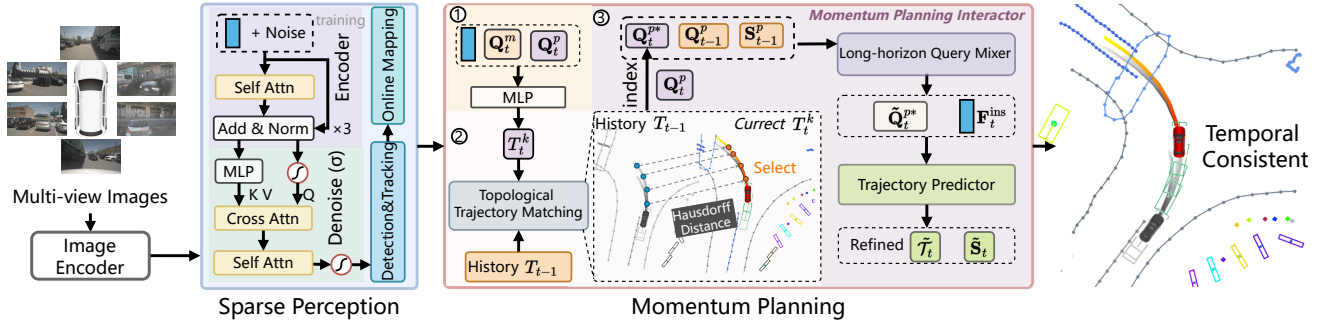 Multi-view Images
Image
Encoder
training
+ Noise
Self Attn
Encoder
Add & Norm
×3
MLP
K V
Q
Cross Attn
Self Attn
Denoise (σ)
Online Mapping
Detection&Tracking
Sparse Perception
①
Q_t^m
Q_t^p
MLP
②
T_t^k
Topological
Trajectory Matching
History T_{t-1}
③
Q_t^{p*}
Q_{t-1}^p
S_{t-1}^p
index
Q_t^p
History T_{t-1}
Currect T_t^k
Select
Hausdorff
Distance
Momentum Planning Interactor
Long-horizon Query Mixer
Q̃_t^{p*}
F_t^{ins}
Trajectory Predictor
Refined
𝒯̃_t
S̃_t
Momentum Planning
Temporal
Consistent